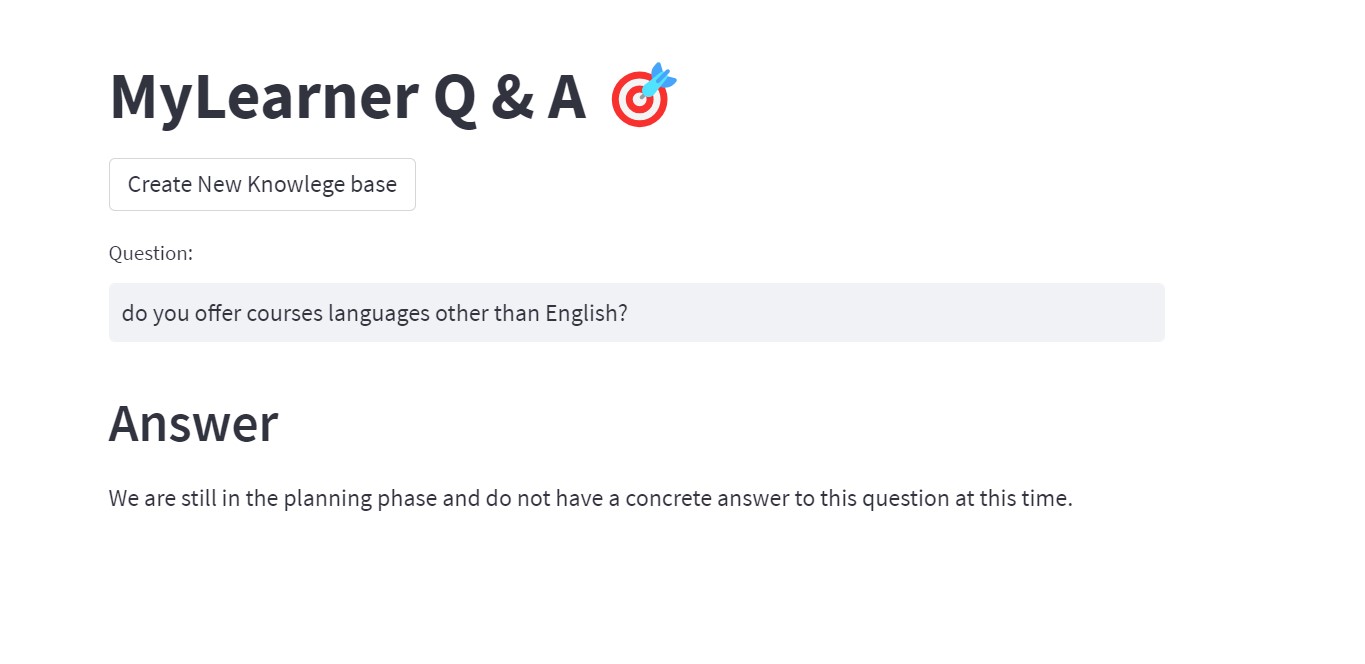 MyLearner Q & A
Create New Knowlege base
Question:
do you offer courses languages other than English?
Answer
We are still in the planning phase and do not have a concrete answer to this question at this time.